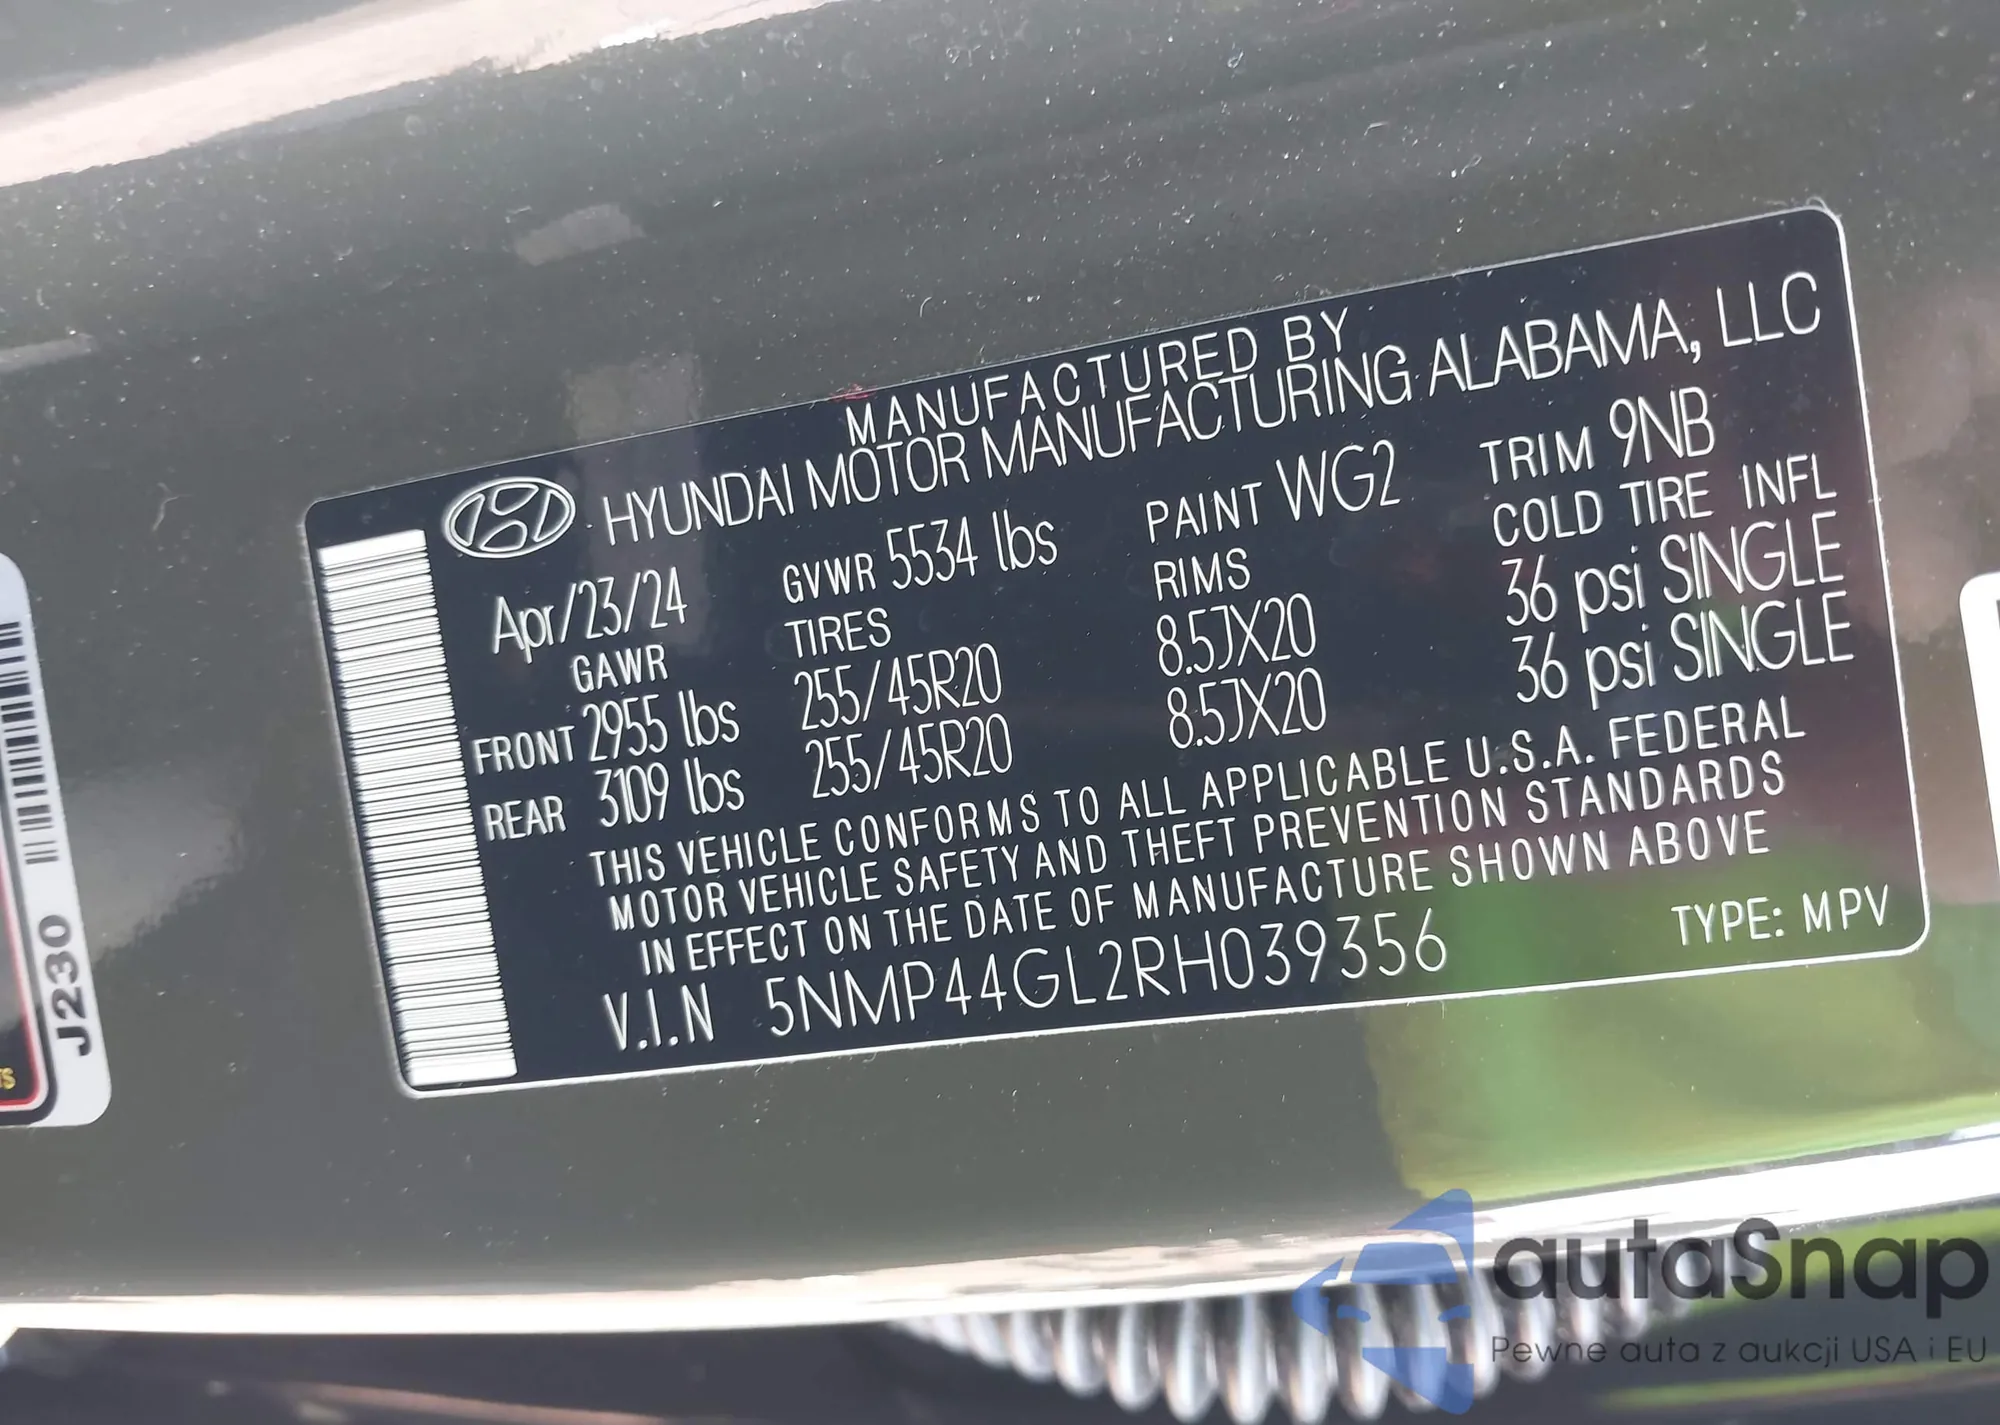 MANUFACTURED BY
HYUNDAI MOTOR MANUFACTURING ALABAMA, LLC
Apr/23/24 GVWR 5534 lbs PAINT WG2 TRIM 9NB
GAWR TIRES RIMS COLD TIRE INFL
FRONT 2955 lbs 255/45R20 8.5JX20 36 psi SINGLE
REAR 3109 lbs 255/45R20 8.5JX20 36 psi SINGLE
THIS VEHICLE CONFORMS TO ALL APPLICABLE U.S.A. FEDERAL
MOTOR VEHICLE SAFETY AND THEFT PREVENTION STANDARDS
IN EFFECT ON THE DATE OF MANUFACTURE SHOWN ABOVE
V.I.N 5NMP44GL2RH039356 TYPE: MPV
J230
TS
autaSnap
Pewne auta z aukcji USA i EU